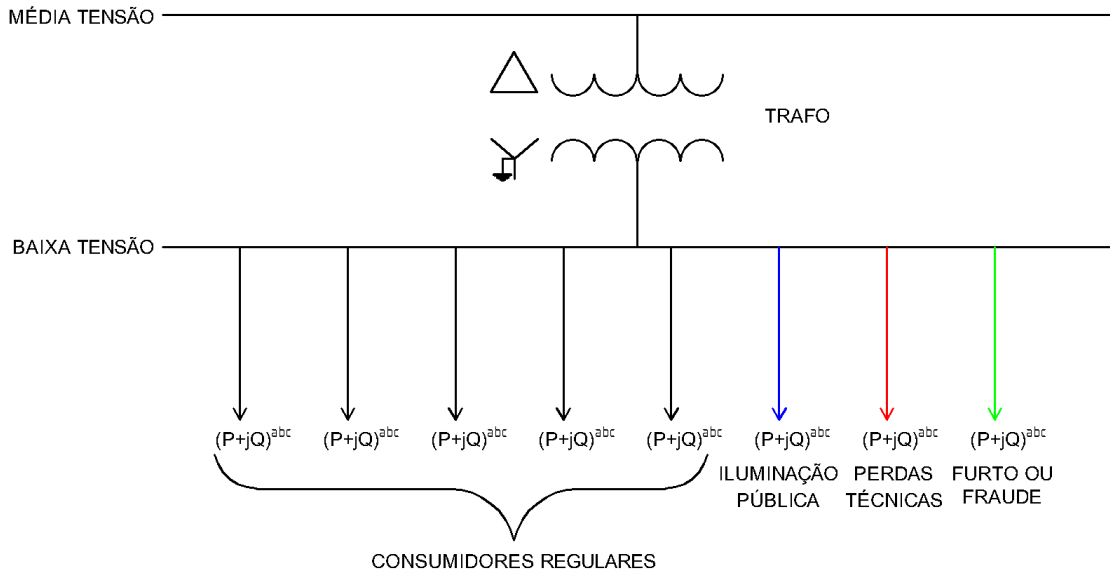 MÉDIA TENSÃO
TRAFO
BAIXA TENSÃO
(P+jQ)abc (P+jQ)abc (P+jQ)abc (P+jQ)abc (P+jQ)abc (P+jQ)abc (P+jQ)abc (P+jQ)abc
ILUMINAÇÃO PÚBLICA
PERDAS TÉCNICAS
FURTO OU FRAUDE
CONSUMIDORES REGULARES